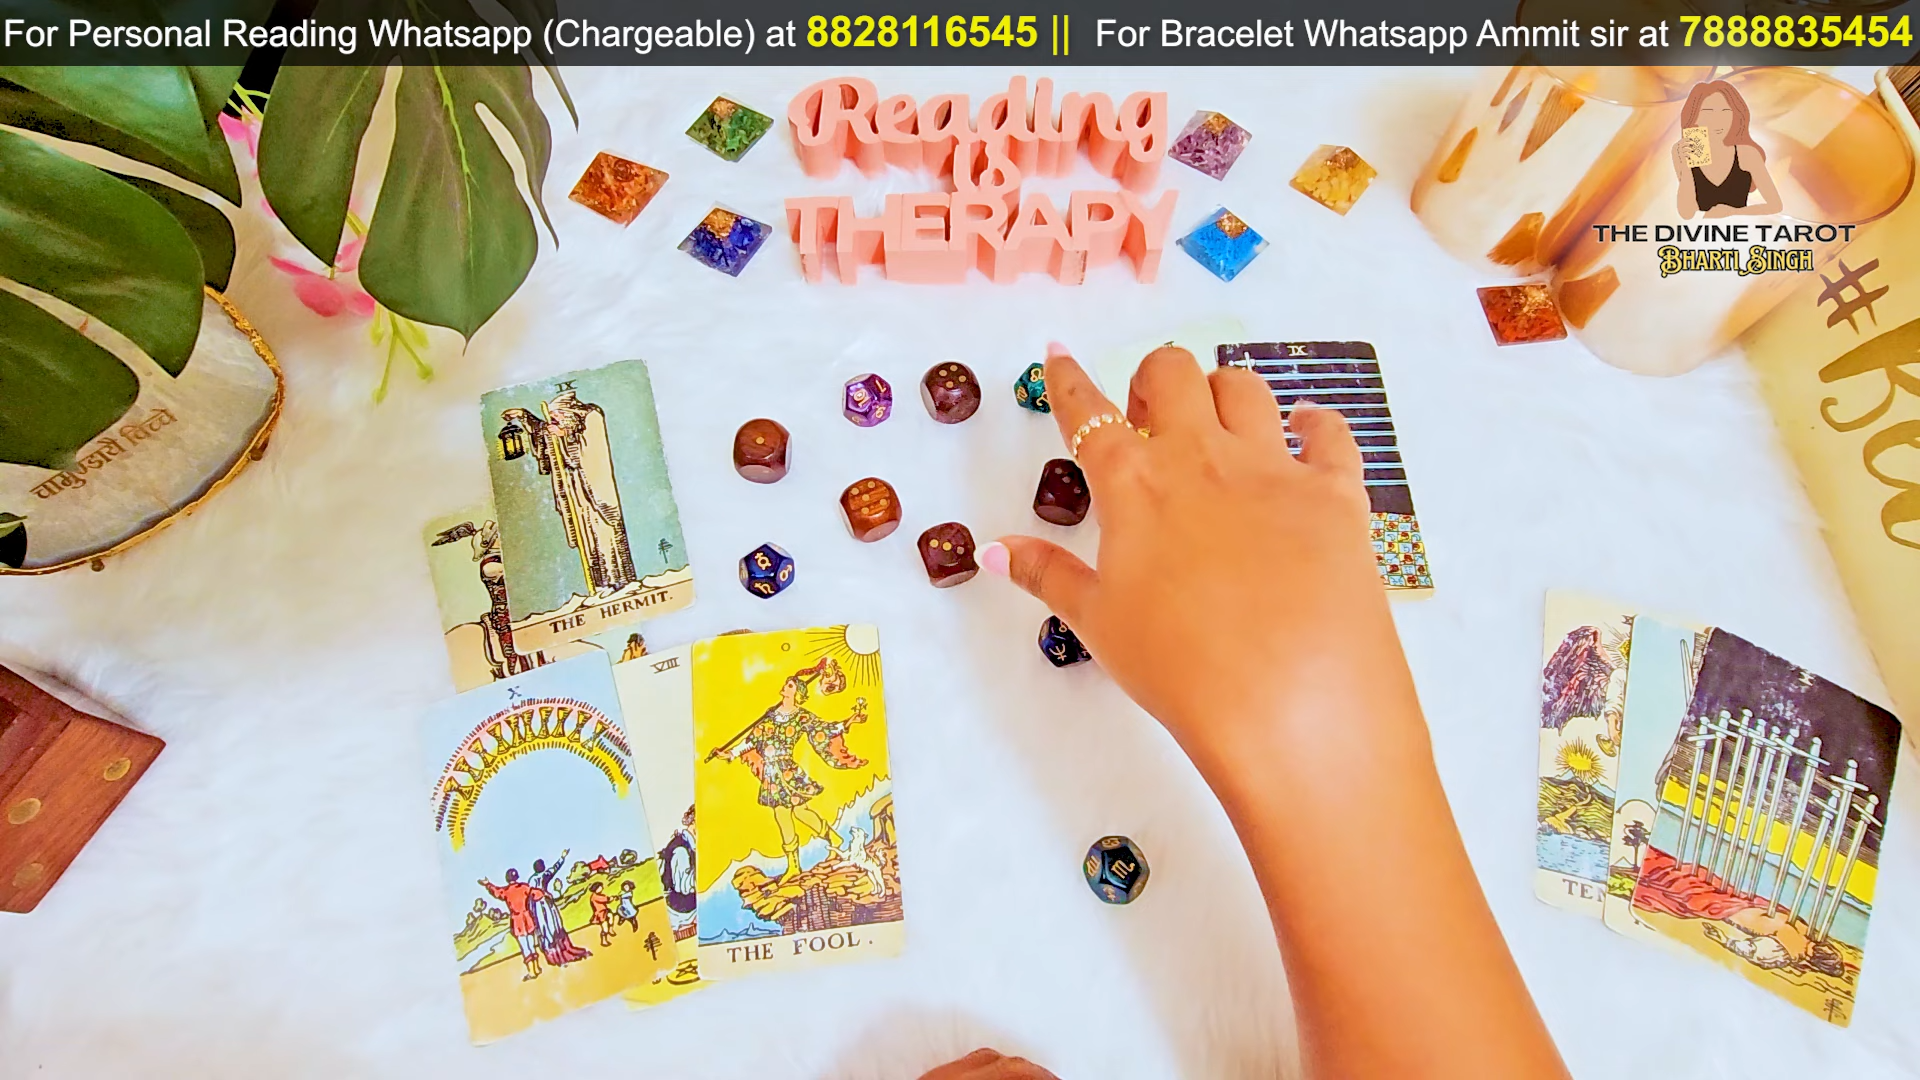 For Personal Reading Whatsapp (Chargeable) at 8828116545 || For Bracelet Whatsapp Ammit sir at 7888835454
Reading
is
THERAPY
THE DIVINE TAROT
BHARTI SINGH
#
चामुण्डायै विच्चे
IX
THE HERMIT.
IX
X
VIII
THE FOOL.
TEM
X